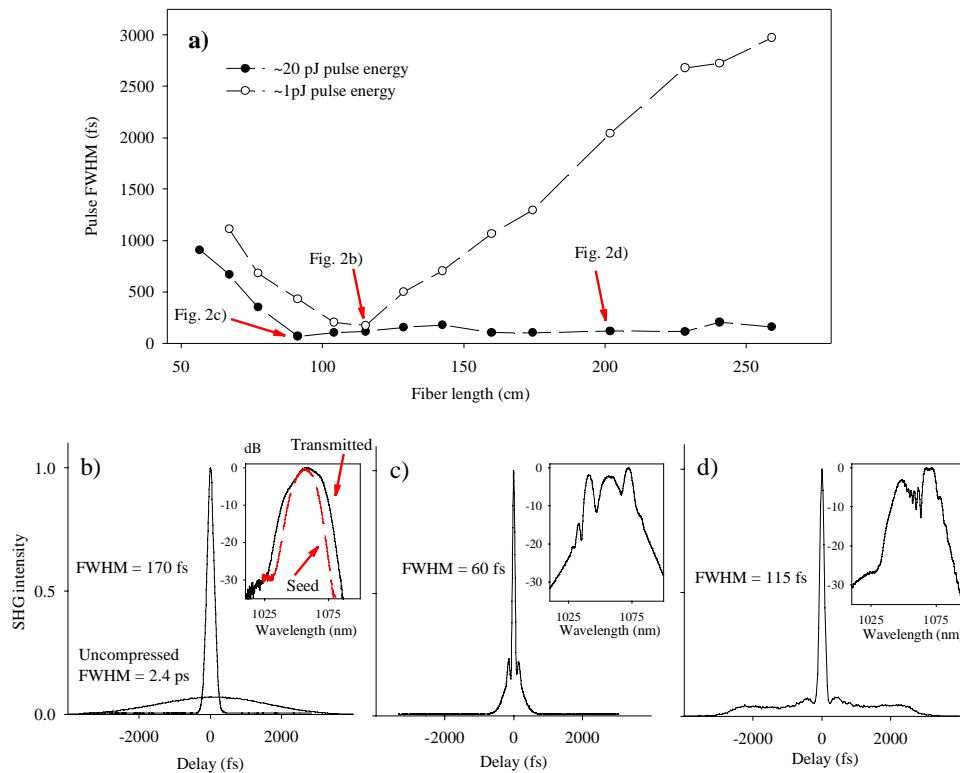 a)
~20 pJ pulse energy
~1pJ pulse energy
3000
2500
2000
1500
1000
500
0
Pulse FWHM (fs)
Fig. 2b)
Fig. 2c)
Fig. 2d)
50 100 150 200 250
Fiber length (cm)
b)
dB
Transmitted
Seed
0
-10
-20
-30
1025 1075
Wavelength (nm)
1.0
0.5
0.0
SHG intensity
FWHM = 170 fs
Uncompressed
FWHM = 2.4 ps
-2000 0 2000
Delay (fs)
c)
0
-10
-20
-30
1025 1075
Wavelength (nm)
FWHM = 60 fs
-2000 0 2000
Delay (fs)
d)
0
-10
-20
-30
1025 1075
Wavelength (nm)
FWHM = 115 fs
-2000 0 2000
Delay (fs)